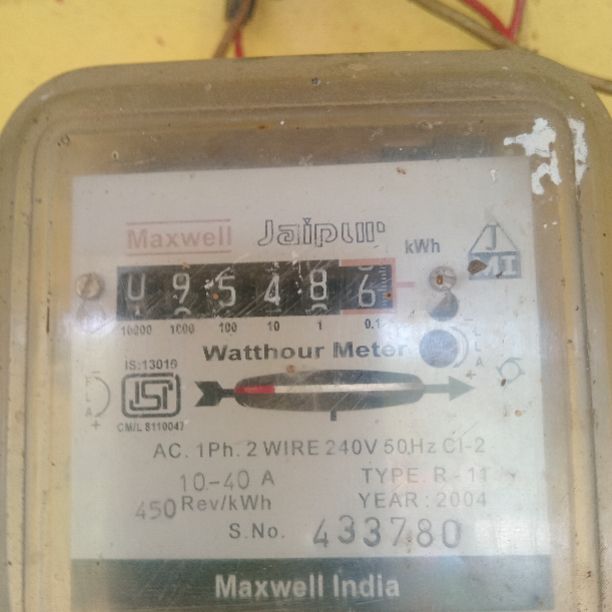 Maxwell Jaipur kWh
J
MI
0 9 5 4 8 6
10000 1000 100 10 1 0.1
Watthour Meter
IS:13010
ISI
CM/L 8110047
F L A +
F L A +
AC. 1Ph. 2 WIRE 240V 50Hz Cl-2
10-40 A TYPE R-11
450 Rev/kWh YEAR : 2004
S.No. 433780
Maxwell India